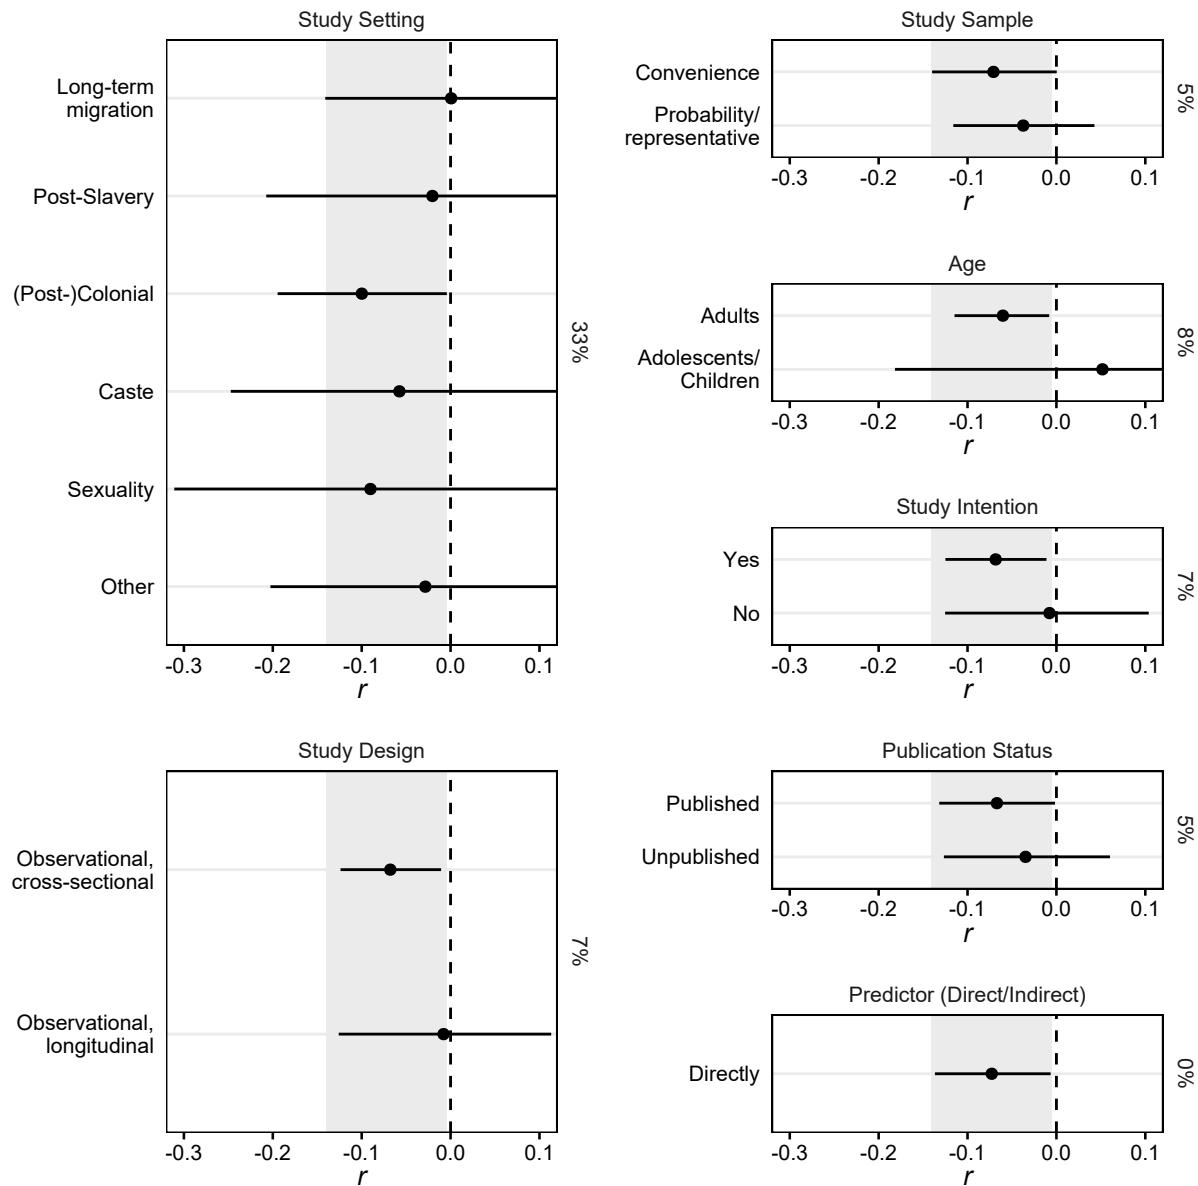 Study Setting
Long-term
migration
Post-Slavery
(Post-)Colonial
Caste
Sexuality
Other
33%
-0.3 -0.2 -0.1 0.0 0.1
r
Study Design
Observational,
cross-sectional
Observational,
longitudinal
7%
-0.3 -0.2 -0.1 0.0 0.1
r
Study Sample
Convenience
Probability/
representative
5%
-0.3 -0.2 -0.1 0.0 0.1
r
Age
Adults
Adolescents/
Children
8%
-0.3 -0.2 -0.1 0.0 0.1
r
Study Intention
Yes
No
7%
-0.3 -0.2 -0.1 0.0 0.1
r
Publication Status
Published
Unpublished
5%
-0.3 -0.2 -0.1 0.0 0.1
r
Predictor (Direct/Indirect)
Directly
0%
-0.3 -0.2 -0.1 0.0 0.1
r